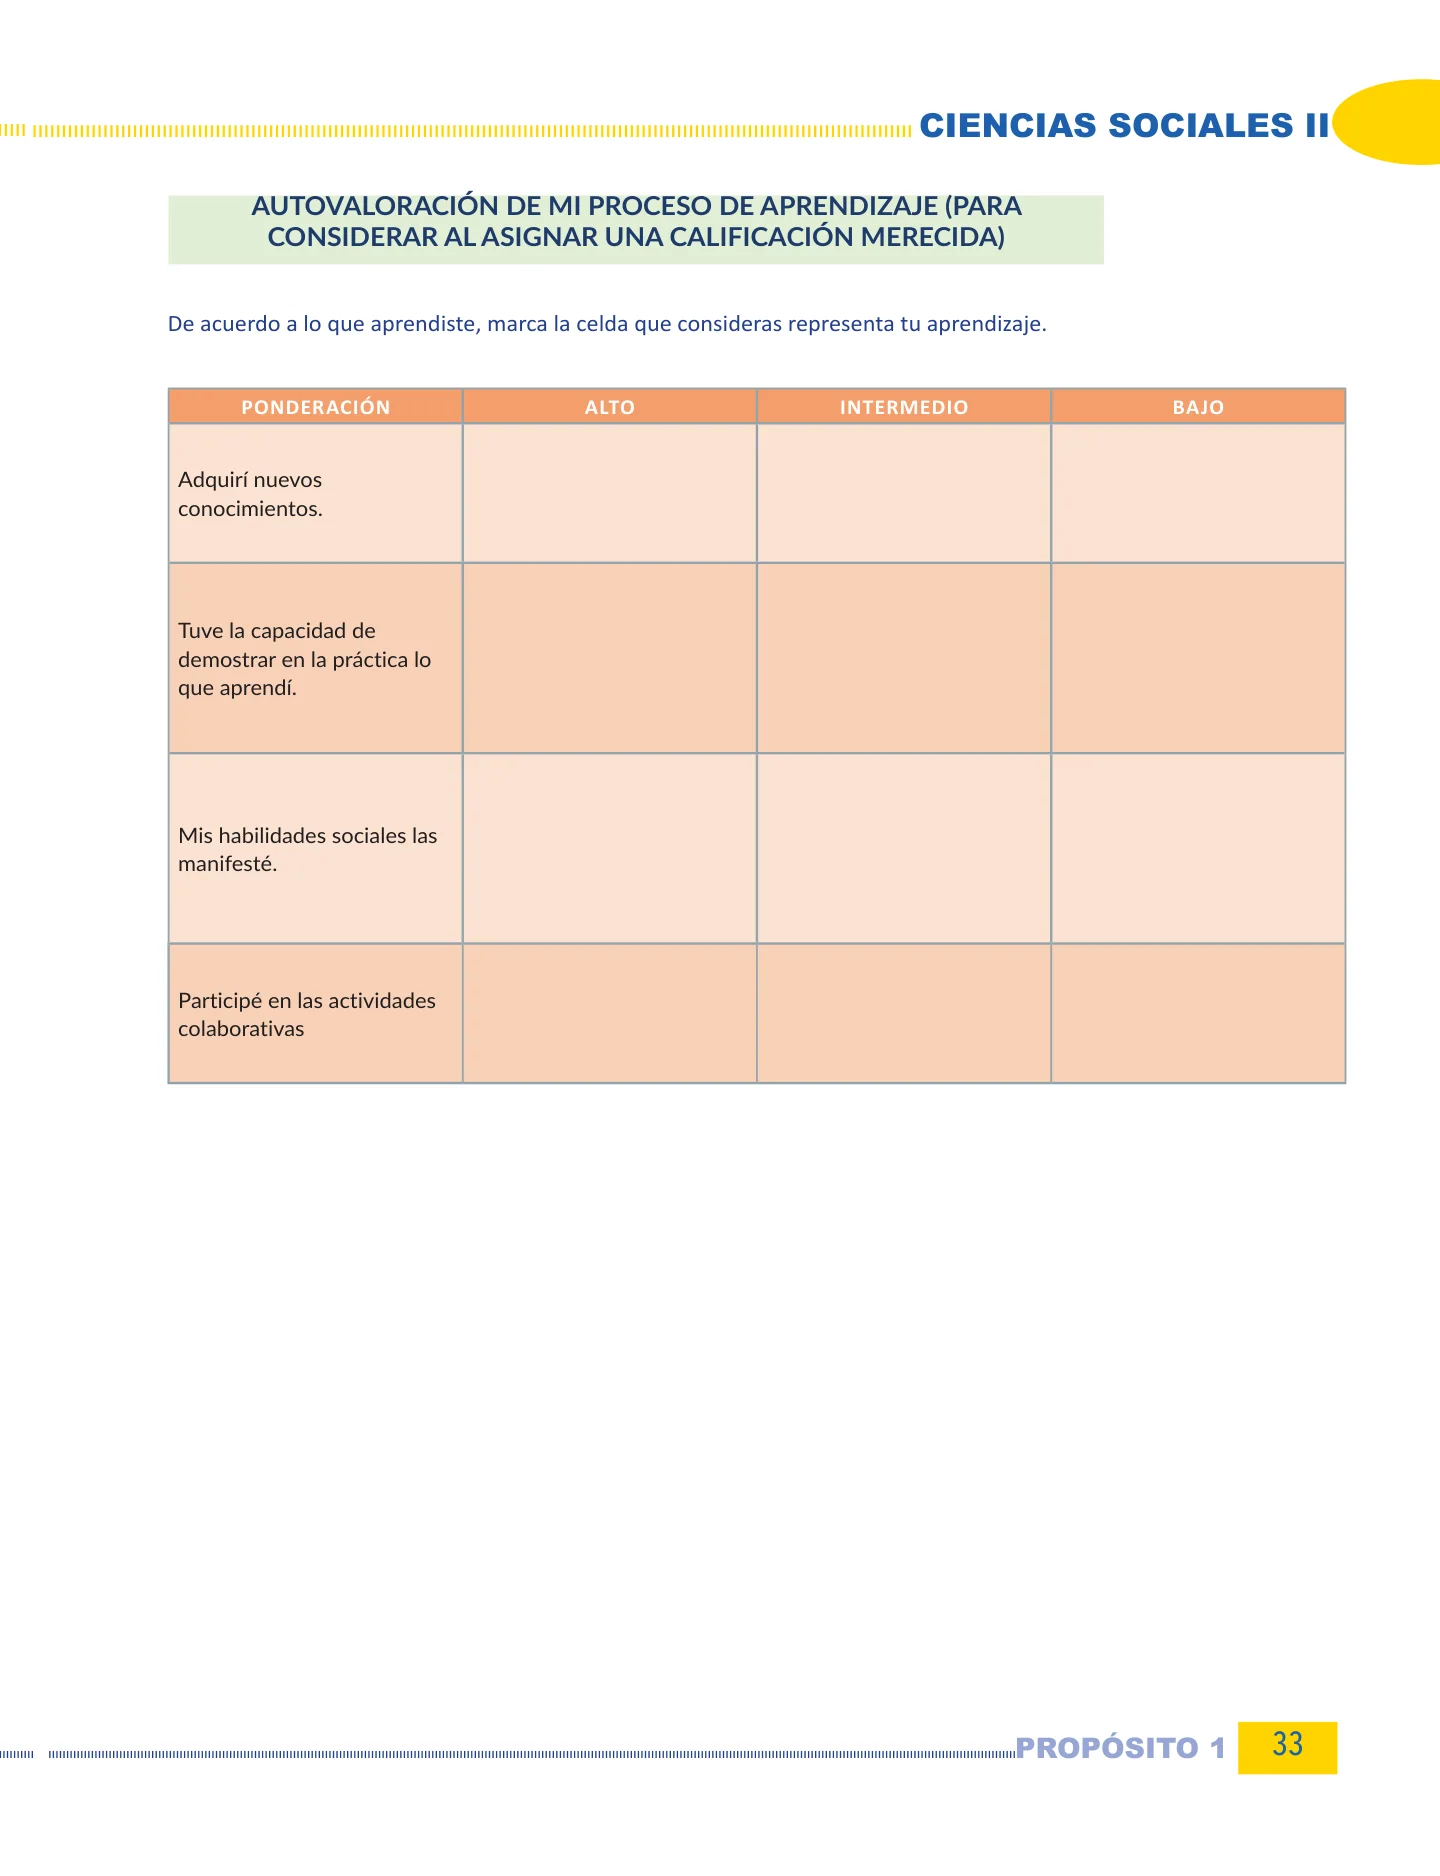 CIENCIAS SOCIALES II
AUTOVALORACIÓN DE MI PROCESO DE APRENDIZAJE (PARA
CONSIDERAR AL ASIGNAR UNA CALIFICACIÓN MERECIDA)
De acuerdo a lo que aprendiste, marca la celda que consideras representa tu aprendizaje.
PONDERACIÓN ALTO INTERMEDIO BAJO
Adquirí nuevos
conocimientos.
Tuve la capacidad de
demostrar en la práctica lo
que aprendí.
Mis habilidades sociales las
manifesté.
Participé en las actividades
colaborativas
PROPÓSITO 1 33